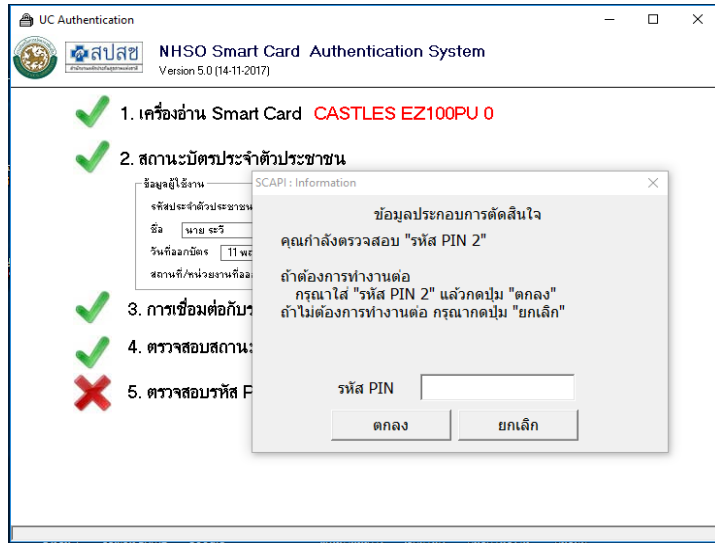 UC Authentication
สปสช
NHSO Smart Card Authentication System
Version 5.0 (14-11-2017)
1. เครื่องอ่าน Smart Card CASTLES EZ100PU 0
2. สถานะบัตรประจำตัวประชาชน
ข้อมูลผู้ใช้งาน
รหัสประจำตัวประชาชน
ชื่อ นาย ระวี
วันที่ออกบัตร 11 พฤ
สถานที่/หน่วยงานที่ออ
3. การเชื่อมต่อกับร
4. ตรวจสอบสถานะ
5. ตรวจสอบรหัส P
SCAPI : Information
ข้อมูลประกอบการตัดสินใจ
คุณกำลังตรวจสอบ "รหัส PIN 2"
ถ้าต้องการทำงานต่อ
กรุณาใส่ "รหัส PIN 2" แล้วกดปุ่ม "ตกลง"
ถ้าไม่ต้องการทำงานต่อ กรุณากดปุ่ม "ยกเลิก"
รหัส PIN
ตกลง ยกเลิก